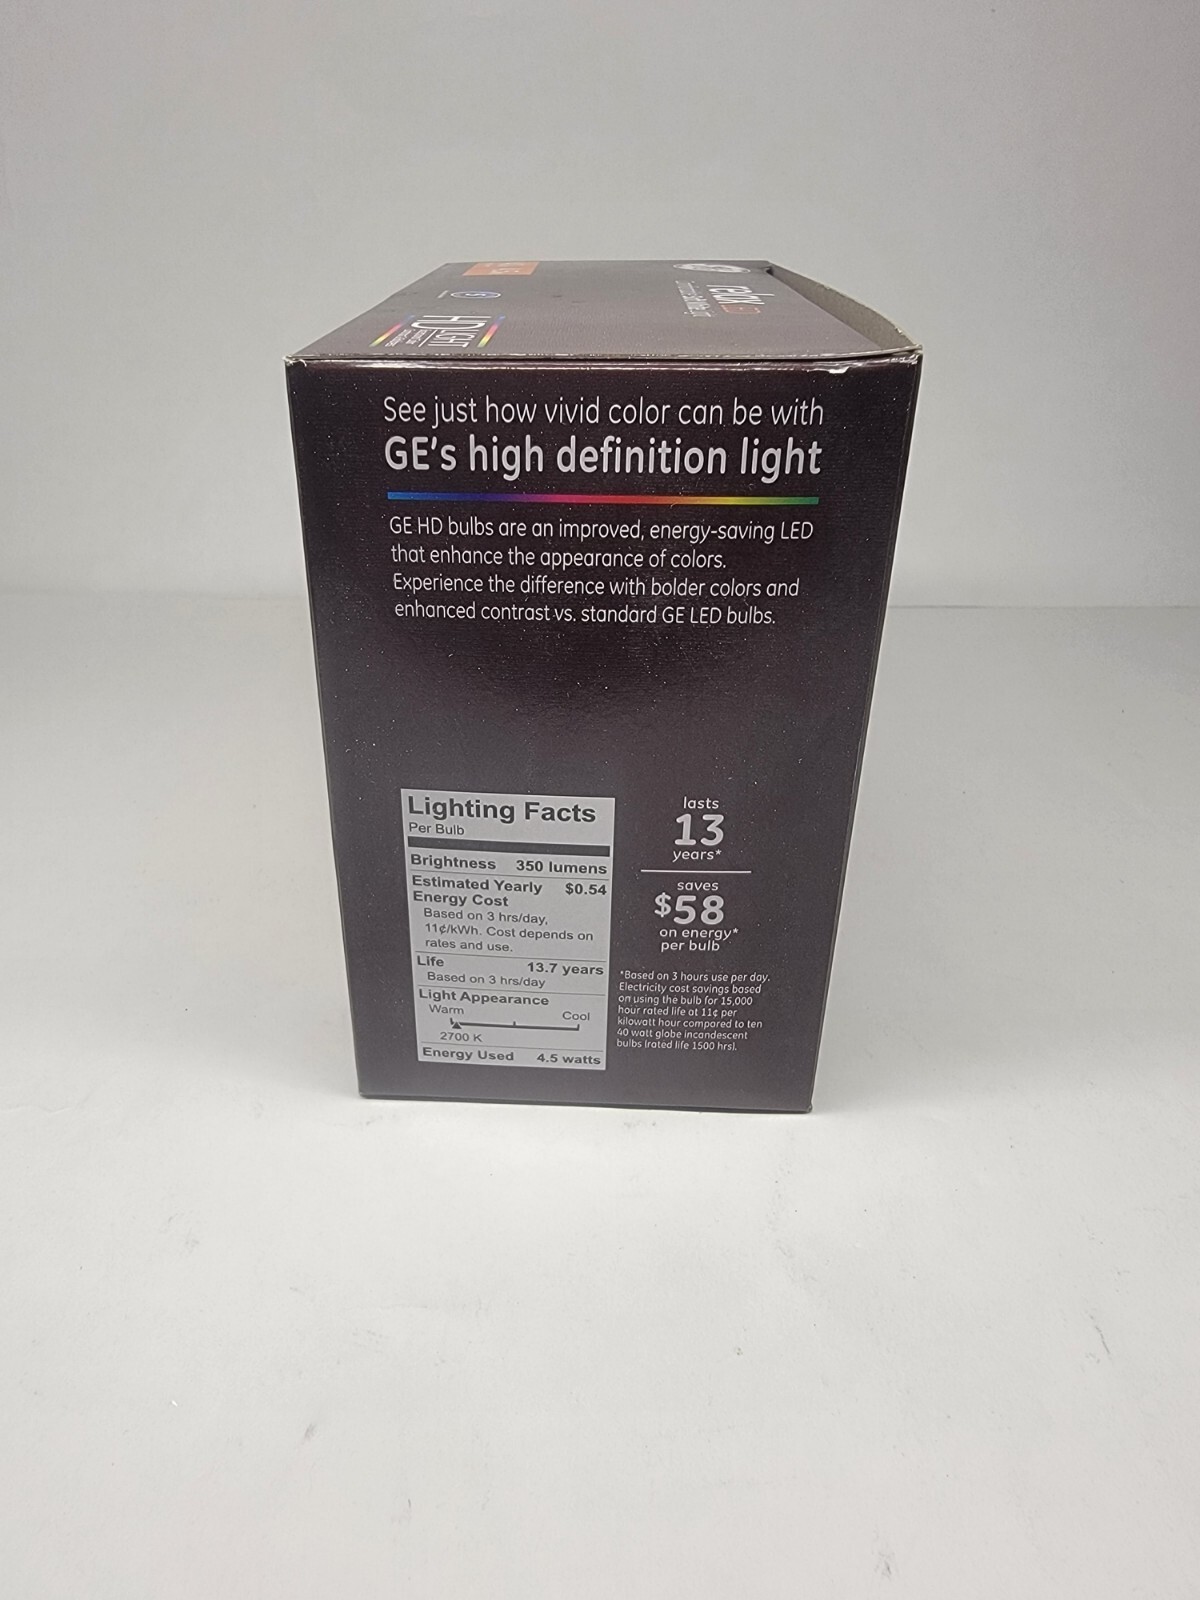 relax
HD LIGHT
See just how vivid color can be with
GE's high definition light
GE HD bulbs are an improved, energy-saving LED
that enhance the appearance of colors.
Experience the difference with bolder colors and
enhanced contrast vs. standard GE LED bulbs.
Lighting Facts
Per Bulb
Brightness 350 lumens
Estimated Yearly $0.54
Energy Cost
Based on 3 hrs/day,
11¢/kWh. Cost depends on
rates and use.
Life 13.7 years
Based on 3 hrs/day
Light Appearance
Warm Cool
2700 K
Energy Used 4.5 watts
lasts
13
years*
saves
$58
on energy*
per bulb
*Based on 3 hours use per day.
Electricity cost savings based
on using the bulb for 15,000
hour rated life at 11¢ per
kilowatt hour compared to ten
40 watt globe incandescent
bulbs (rated life 1500 hrs).